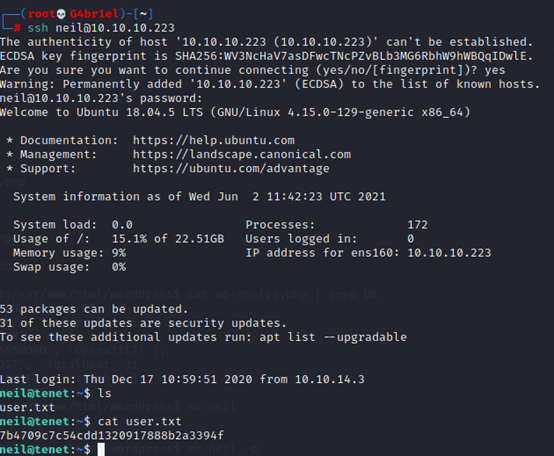 ┌──(root💀G4br1el)-[~]
└─# ssh neil@10.10.10.223
The authenticity of host '10.10.10.223 (10.10.10.223)' can't be established.
ECDSA key fingerprint is SHA256:WV3NcHaV7asDFwcTNcPZvBLb3MG6RbhW9hWBQqIDwlE.
Are you sure you want to continue connecting (yes/no/[fingerprint])? yes
Warning: Permanently added '10.10.10.223' (ECDSA) to the list of known hosts.
neil@10.10.10.223's password:
Welcome to Ubuntu 18.04.5 LTS (GNU/Linux 4.15.0-129-generic x86_64)
* Documentation: https://help.ubuntu.com
* Management: https://landscape.canonical.com
* Support: https://ubuntu.com/advantage
System information as of Wed Jun 2 11:42:23 UTC 2021
System load: 0.0 Processes: 172
Usage of /: 15.1% of 22.51GB Users logged in: 0
Memory usage: 9% IP address for ens160: 10.10.10.223
Swap usage: 0%
53 packages can be updated.
31 of these updates are security updates.
To see these additional updates run: apt list --upgradable
Last login: Thu Dec 17 10:59:51 2020 from 10.10.14.3
neil@tenet:~$ ls
user.txt
neil@tenet:~$ cat user.txt
7b4709c7c54cdd1320917888b2a3394f
neil@tenet:~$